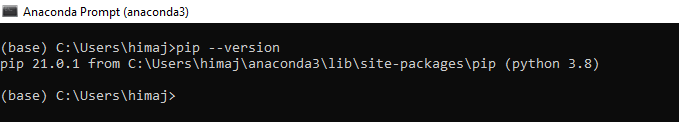 Anaconda Prompt (anaconda3)
(base) C:\Users\himaj>pip --version
pip 21.0.1 from C:\Users\himaj\anaconda3\lib\site-packages\pip (python 3.8)
(base) C:\Users\himaj>